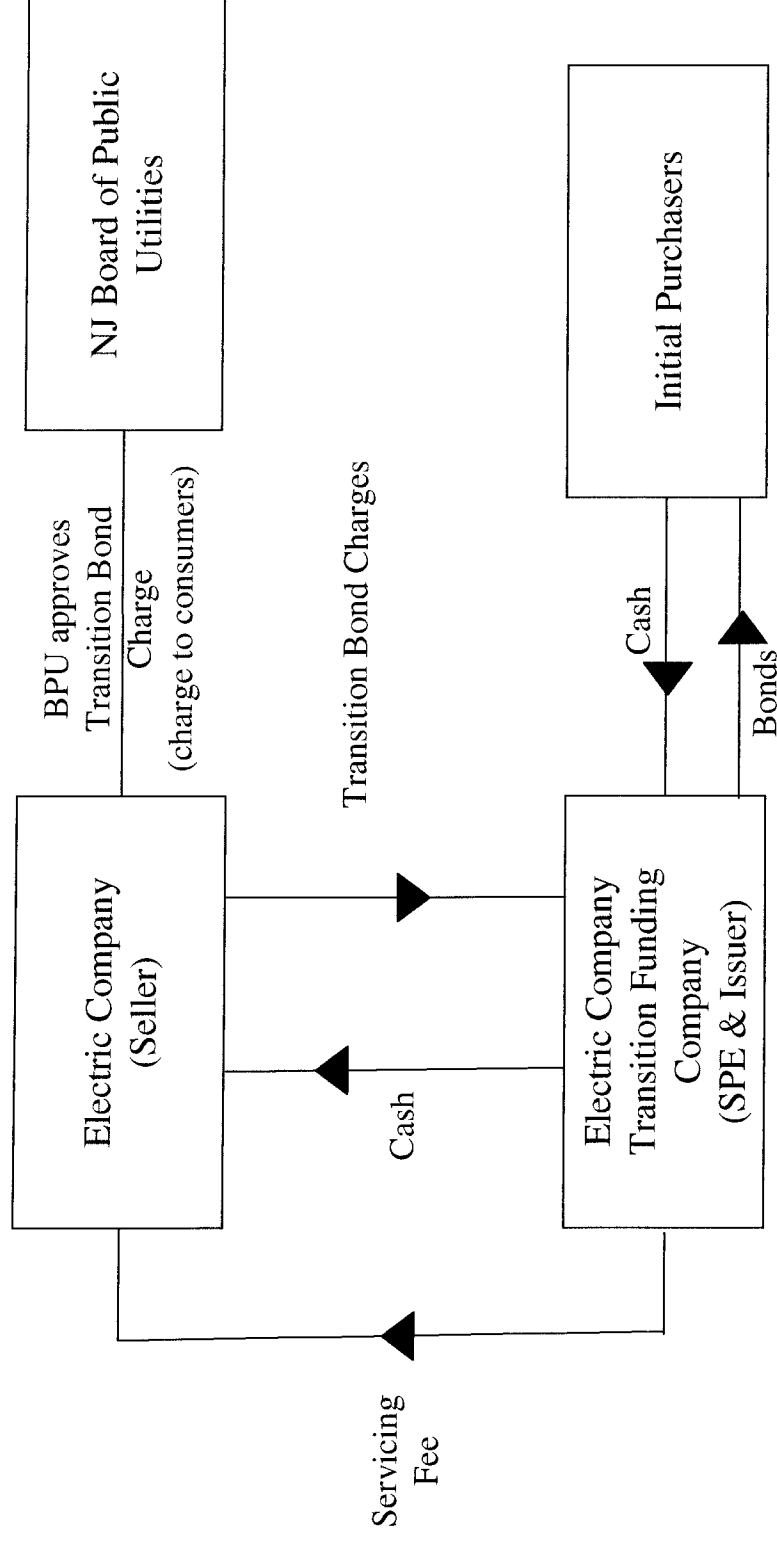 Electric Company
(Seller)
BPU approves
Transition Bond
Charge
(charge to consumers)
NJ Board of Public
Utilities
Servicing
Fee
Cash
Transition Bond Charges
Electric Company
Transition Funding
Company
(SPE & Issuer)
Cash
Bonds
Initial Purchasers